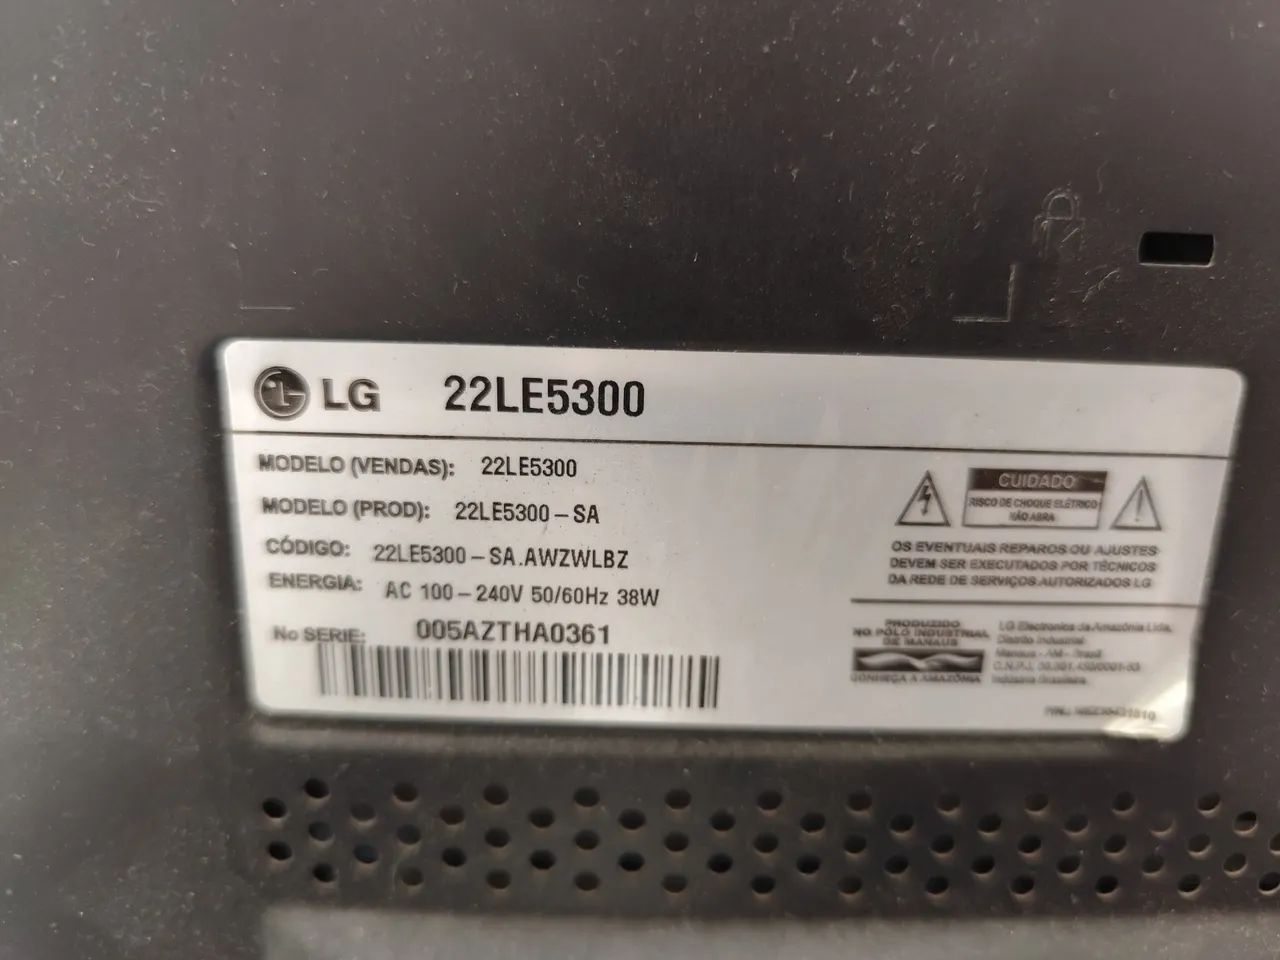 LG 22LE5300
MODELO (VENDAS): 22LE5300
MODELO (PROD): 22LE5300-SA
CÓDIGO: 22LE5300-SA.AWZWLBZ
ENERGIA: AC 100-240V 50/60Hz 38W
No SERIE: 005AZTHA0361
CUIDADO
RISCO DE CHOQUE ELÉTRICO
NÃO ABRA
OS EVENTUAIS REPAROS OU AJUSTES
DEVEM SER EXECUTADOS POR TÉCNICOS
DA REDE DE SERVIÇOS AUTORIZADOS LG
PRODUZIDO
NO PÓLO INDUSTRIAL
DE MANAUS
CONHEÇA A AMAZÔNIA
LG Electronics da Amazônia Ltda.
Distrito Industrial
Manaus - AM - Brasil
C.N.P.J.
Indústria Brasileira